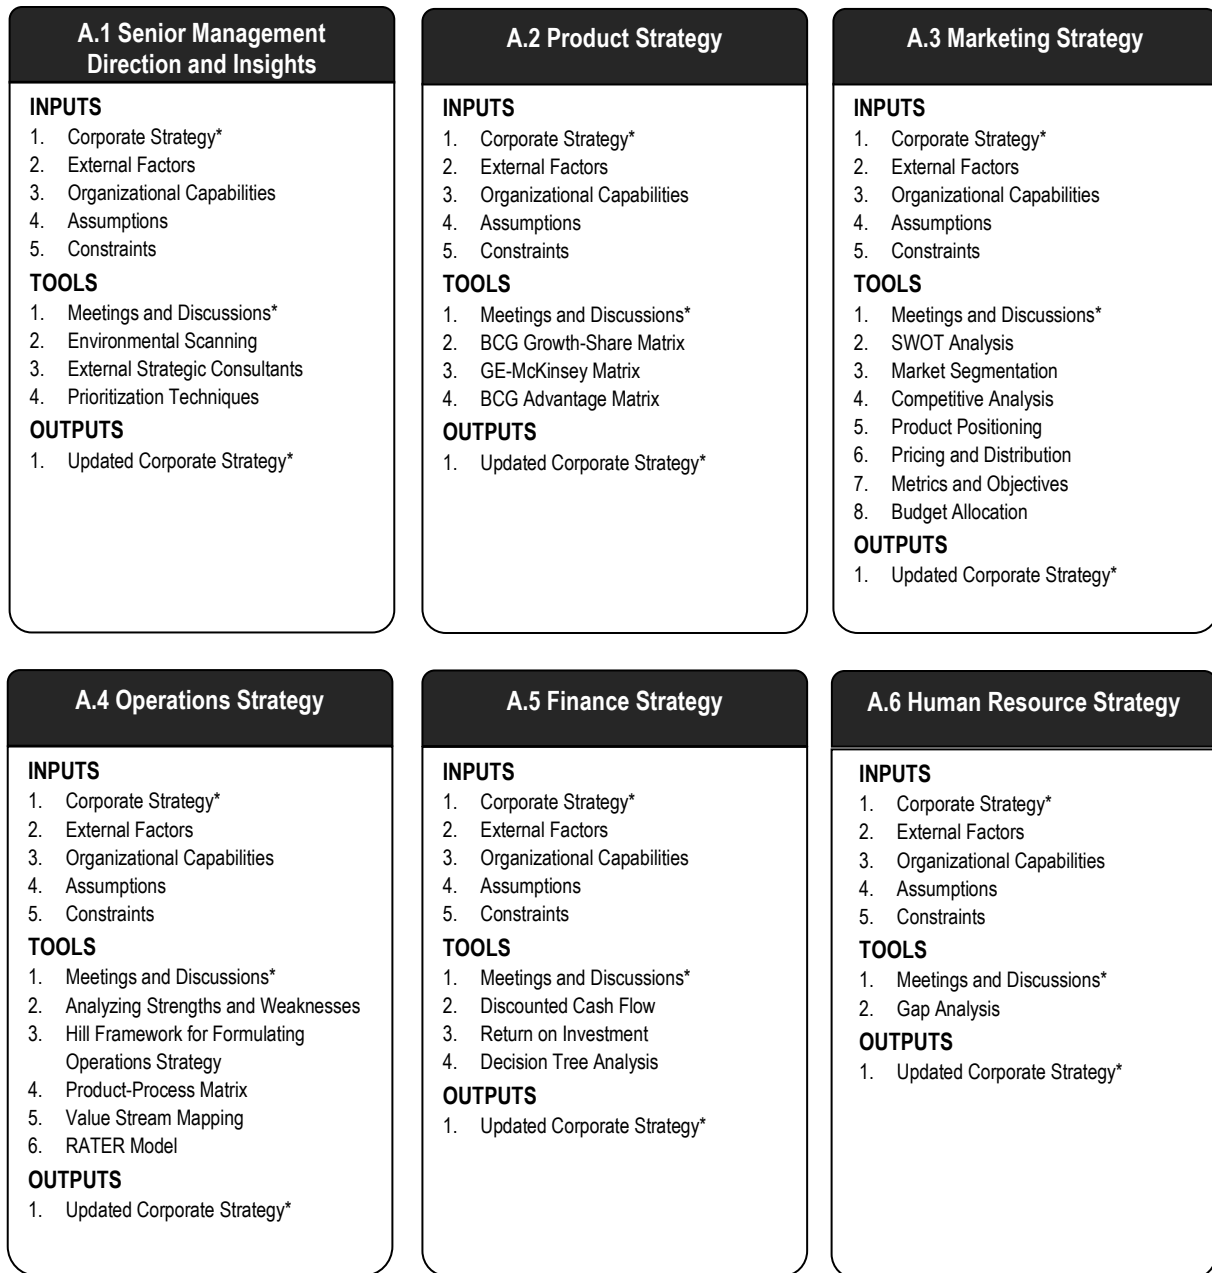 A.1 Senior Management
Direction and Insights
INPUTS
1. Corporate Strategy*
2. External Factors
3. Organizational Capabilities
4. Assumptions
5. Constraints
TOOLS
1. Meetings and Discussions*
2. Environmental Scanning
3. External Strategic Consultants
4. Prioritization Techniques
OUTPUTS
1. Updated Corporate Strategy*
A.2 Product Strategy
INPUTS
1. Corporate Strategy*
2. External Factors
3. Organizational Capabilities
4. Assumptions
5. Constraints
TOOLS
1. Meetings and Discussions*
2. BCG Growth-Share Matrix
3. GE-McKinsey Matrix
4. BCG Advantage Matrix
OUTPUTS
1. Updated Corporate Strategy*
A.3 Marketing Strategy
INPUTS
1. Corporate Strategy*
2. External Factors
3. Organizational Capabilities
4. Assumptions
5. Constraints
TOOLS
1. Meetings and Discussions*
2. SWOT Analysis
3. Market Segmentation
4. Competitive Analysis
5. Product Positioning
6. Pricing and Distribution
7. Metrics and Objectives
8. Budget Allocation
OUTPUTS
1. Updated Corporate Strategy*
A.4 Operations Strategy
INPUTS
1. Corporate Strategy*
2. External Factors
3. Organizational Capabilities
4. Assumptions
5. Constraints
TOOLS
1. Meetings and Discussions*
2. Analyzing Strengths and Weaknesses
3. Hill Framework for Formulating
Operations Strategy
4. Product-Process Matrix
5. Value Stream Mapping
6. RATER Model
OUTPUTS
1. Updated Corporate Strategy*
A.5 Finance Strategy
INPUTS
1. Corporate Strategy*
2. External Factors
3. Organizational Capabilities
4. Assumptions
5. Constraints
TOOLS
1. Meetings and Discussions*
2. Discounted Cash Flow
3. Return on Investment
4. Decision Tree Analysis
OUTPUTS
1. Updated Corporate Strategy*
A.6 Human Resource Strategy
INPUTS
1. Corporate Strategy*
2. External Factors
3. Organizational Capabilities
4. Assumptions
5. Constraints
TOOLS
1. Meetings and Discussions*
2. Gap Analysis
OUTPUTS
1. Updated Corporate Strategy*